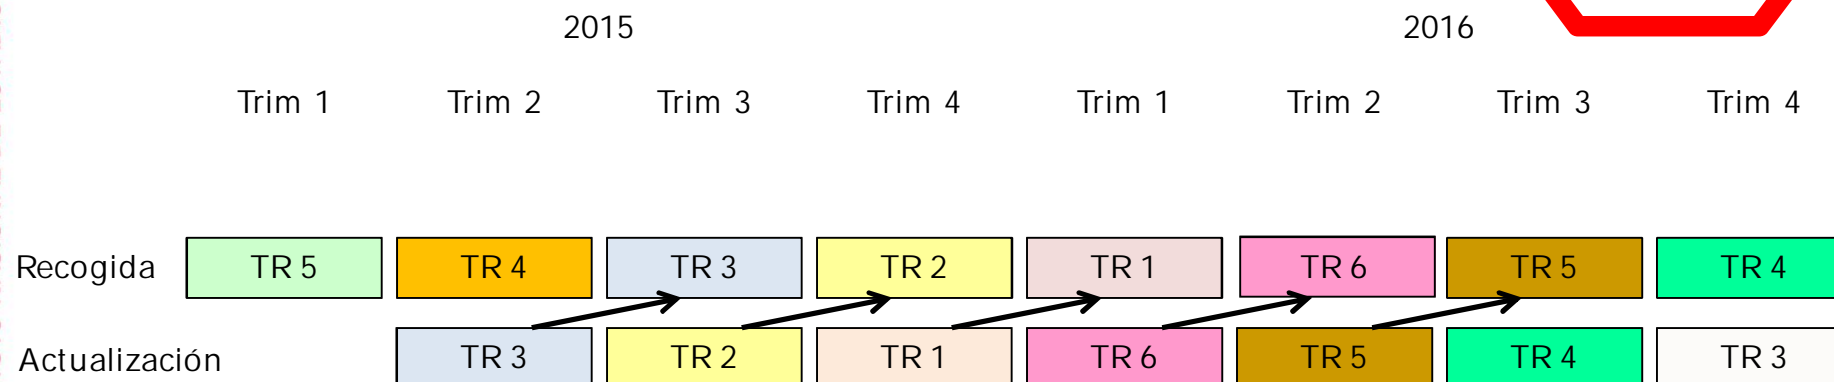 2015 2016
Trim 1 Trim 2 Trim 3 Trim 4 Trim 1 Trim 2 Trim 3 Trim 4
Recogida TR 5 TR 4 TR 3 TR 2 TR 1 TR 6 TR 5 TR 4
Actualización TR 3 TR 2 TR 1 TR 6 TR 5 TR 4 TR 3